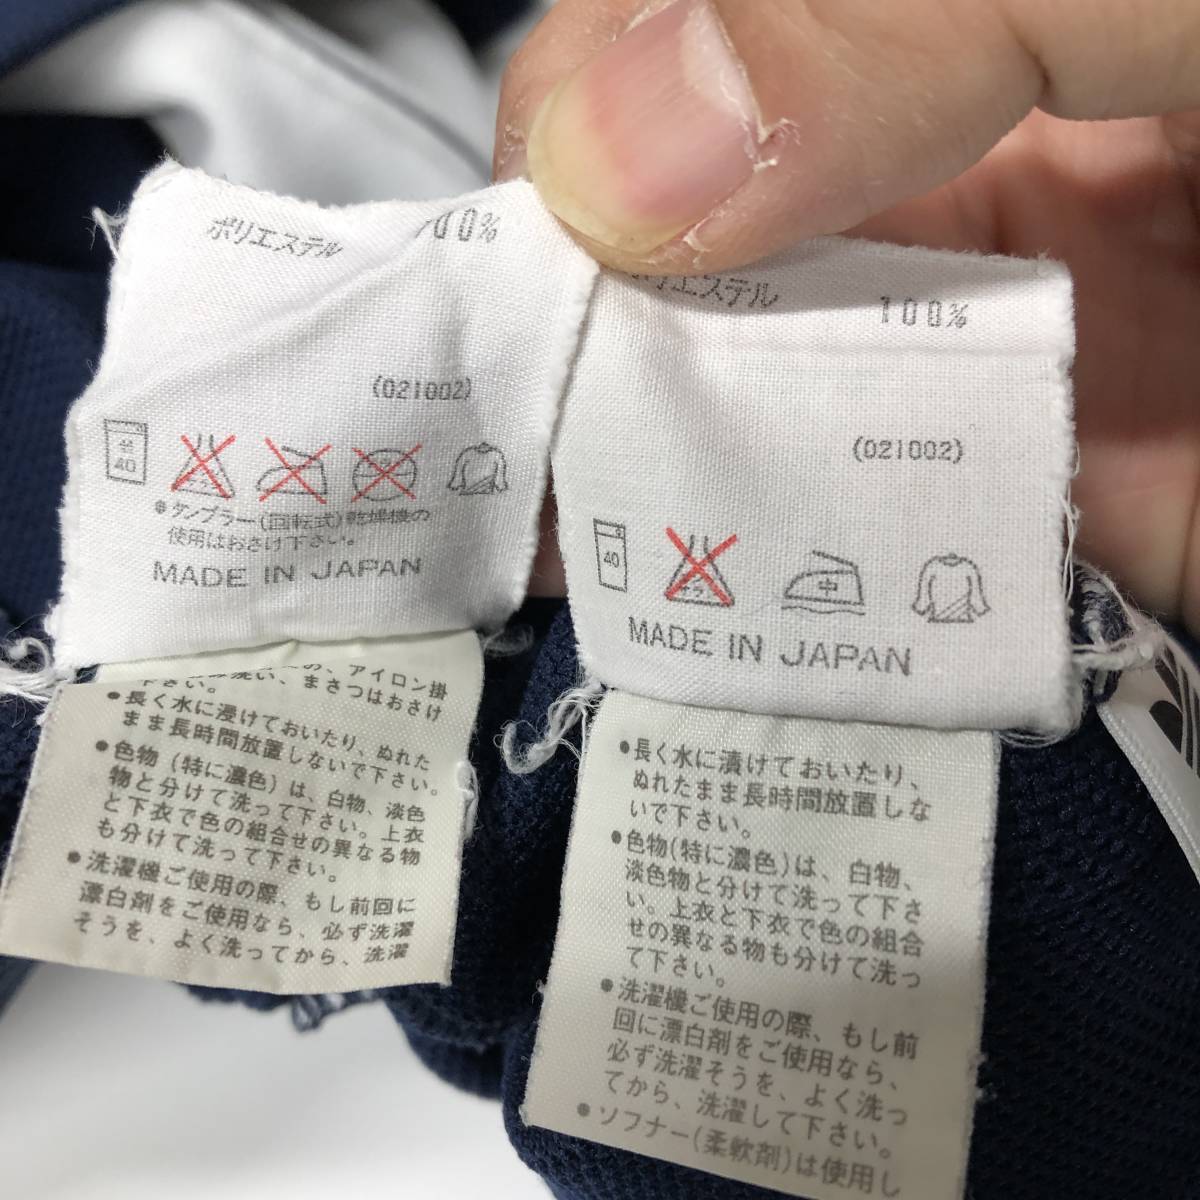 ポリエステル 100%
(021002)
弱
40
● タンブラー(回転式)乾燥機の
使用はおさけ下さい。
MADE IN JAPAN
の、アイロン掛
下さい。 洗い、まさつはおさけ
● 長く水に浸けておいたり、ぬれた
まま長時間放置しないで下さい。
● 色物(特に濃色)は、白物、淡色
物と分けて洗って下さい。上衣
と下衣で色の組合せの異なる物
も分けて洗って下さい。
● 洗濯機ご使用の際、もし前回に
漂白剤をご使用なら、必ず洗濯
そうを、よく洗ってから、洗濯
ポリエステル 100%
(021002)
40
中
MADE IN JAPAN
● 長く水に漬けておいたり、
ぬれたまま長時間放置しな
いで下さい。
● 色物(特に濃色)は、白物、
淡色物と分けて洗って下さ
い。上衣と下衣で色の組合
せの異なる物も分けて洗っ
て下さい。
● 洗濯機ご使用の際、もし前
回に漂白剤をご使用なら、
必ず洗濯そうを、よく洗っ
てから、洗濯して下さい。
● ソフナー(柔軟剤)は使用し